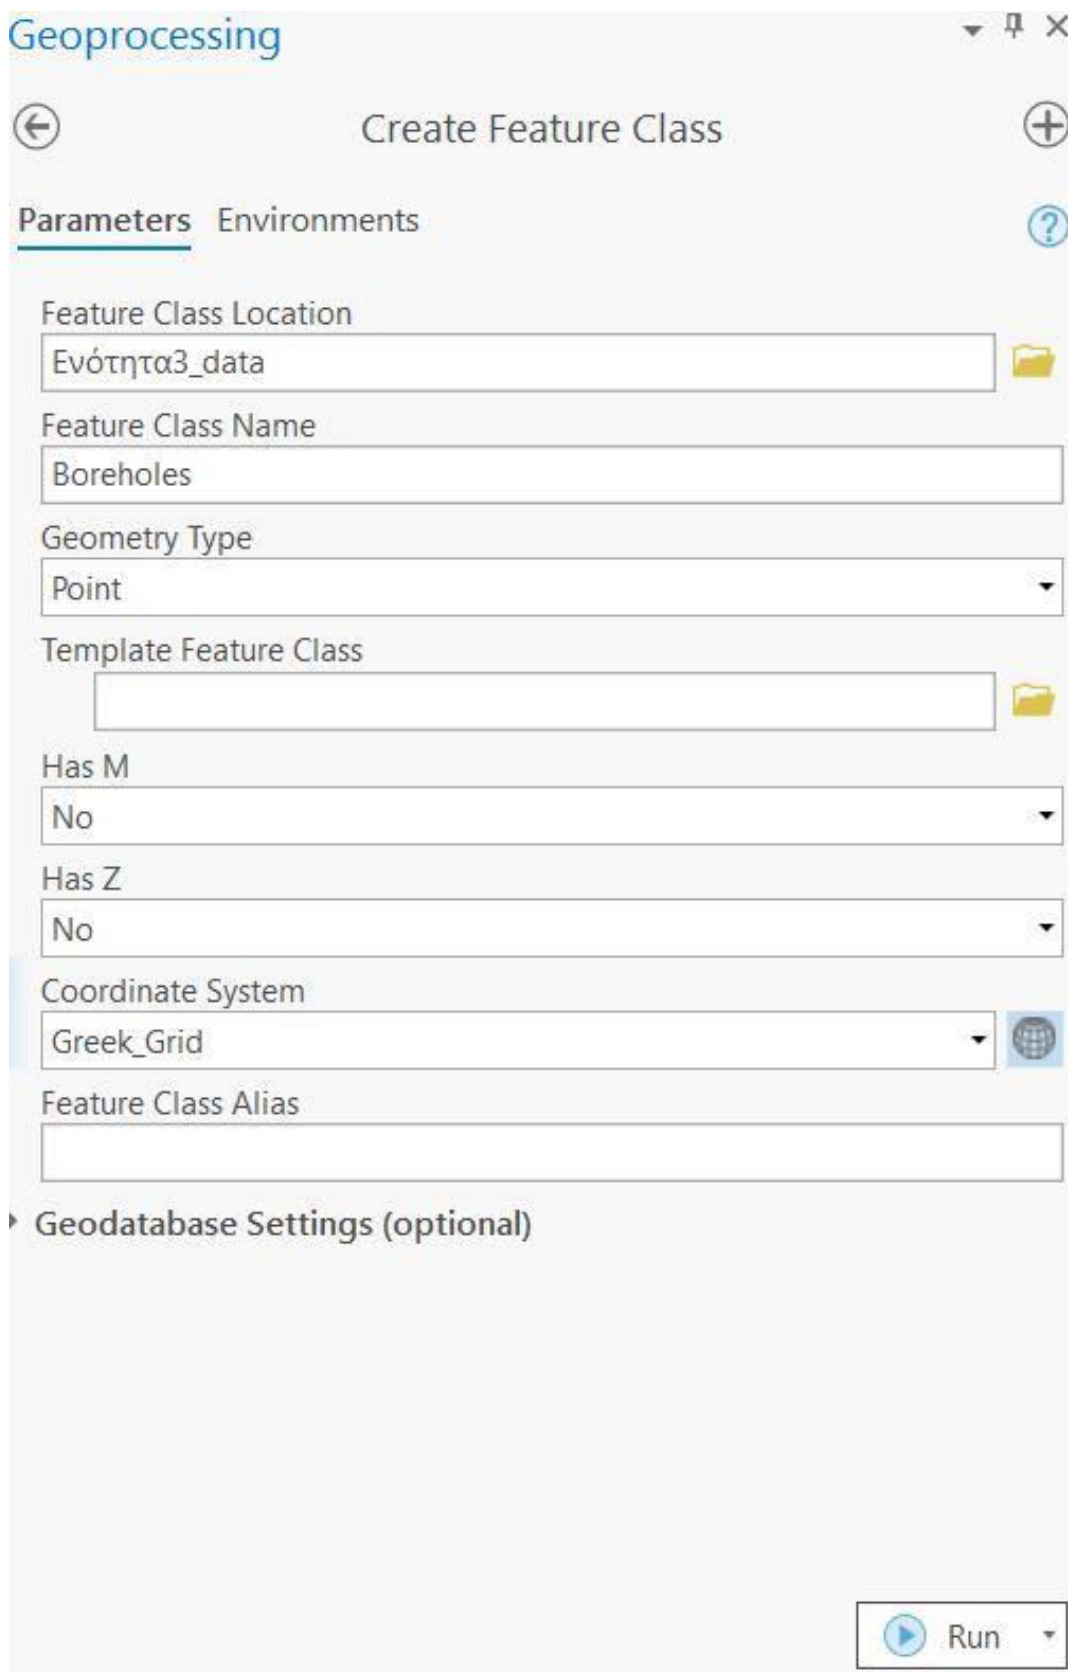 Geoprocessing
Create Feature Class
Parameters Environments
Feature Class Location
Ενότητα3_data
Feature Class Name
Boreholes
Geometry Type
Point
Template Feature Class
Has M
No
Has Z
No
Coordinate System
Greek_Grid
Feature Class Alias
Geodatabase Settings (optional)
Run